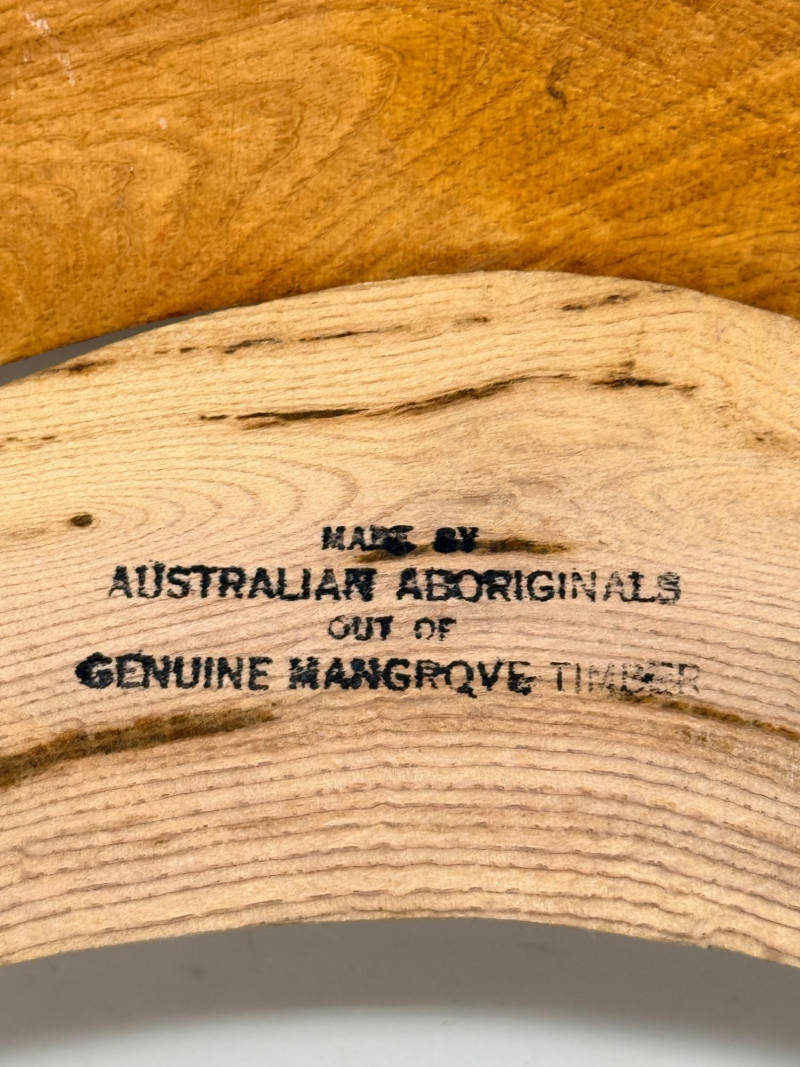 MADE BY
AUSTRALIAN ABORIGINALS
OUT OF
GENUINE MANGROVE TIMBER